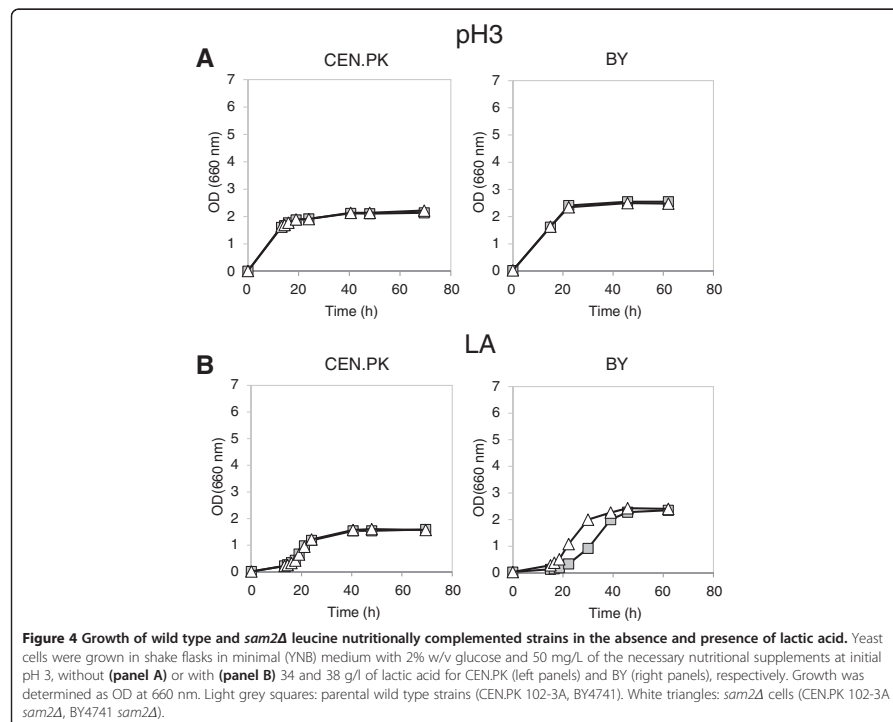 pH3
A
CEN.PK
BY
7
6
5
4
3
2
1
0
OD (660 nm)
0 20 40 60 80
Time (h)
7
6
5
4
3
2
1
0
OD (660 nm)
0 20 40 60 80
Time (h)
LA
B
CEN.PK
BY
7
6
5
4
3
2
1
0
OD(660 nm)
0 20 40 60 80
Time (h)
7
6
5
4
3
2
1
0
OD(660 nm)
0 20 40 60 80
Time (h)
Figure 4 Growth of wild type and sam2Δ leucine nutritionally complemented strains in the absence and presence of lactic acid. Yeast
cells were grown in shake flasks in minimal (YNB) medium with 2% w/v glucose and 50 mg/L of the necessary nutritional supplements at initial
pH 3, without (panel A) or with (panel B) 34 and 38 g/l of lactic acid for CEN.PK (left panels) and BY (right panels), respectively. Growth was
determined as OD at 660 nm. Light grey squares: parental wild type strains (CEN.PK 102-3A, BY4741). White triangles: sam2Δ cells (CEN.PK 102-3A
sam2Δ, BY4741 sam2Δ).